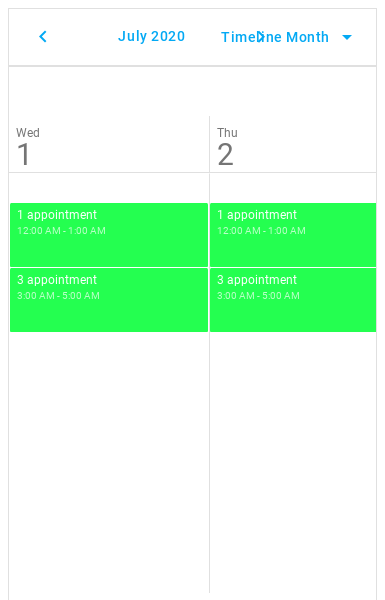 July 2020
Timeline Month
Wed
1
Thu
2
1 appointment
12:00 AM - 1:00 AM
1 appointment
12:00 AM - 1:00 AM
3 appointment
3:00 AM - 5:00 AM
3 appointment
3:00 AM - 5:00 AM